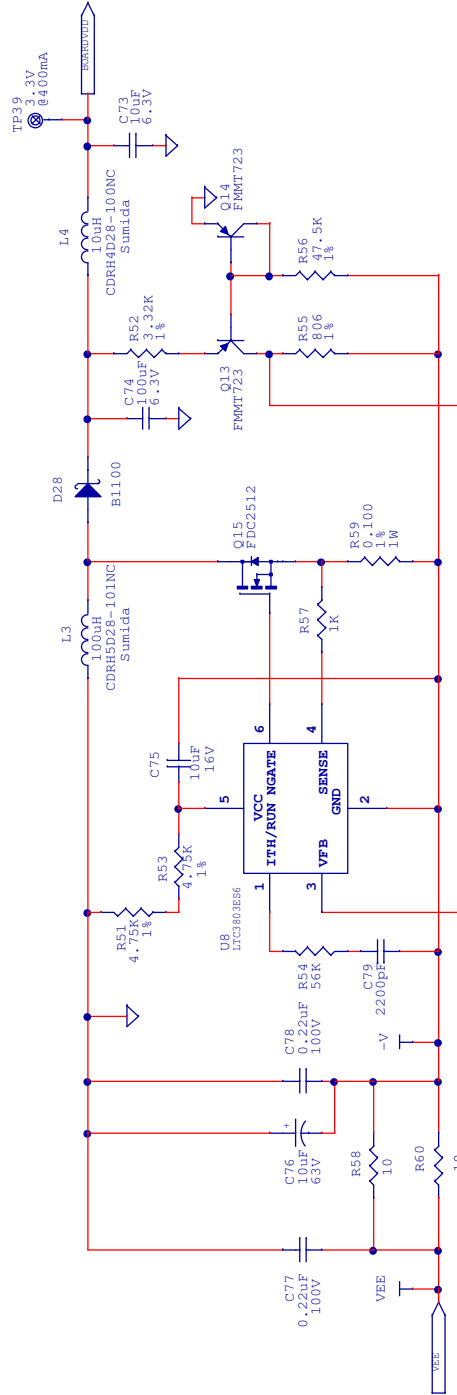 BOARDVDD
TP39
3.3V
@400mA
C73
10uF
6.3V
L4
10uH
CDRH4D28-100NC
Sumida
Q14
FMMT723
R56
47.5K
1%
R52
3.32K
1%
Q13
FMMT723
R55
806
1%
C74
100uF
6.3V
D28
B1100
Q15
FDC2512
R59
0.100
1%
1W
R57
1K
L3
100uH
CDRH5D28-101NC
Sumida
C75
10uF
16V
6
4
5
2
1
3
VCC
ITH/RUN NGATE
SENSE
GND
VFB
U8
LTC3803ES6
R53
4.75K
1%
R51
4.75K
1%
R54
56K
C79
2200pF
C78
0.22uF
100V
-V
C76
10uF
63V
R58
10
R60
C77
0.22uF
100V
VEE
VEE